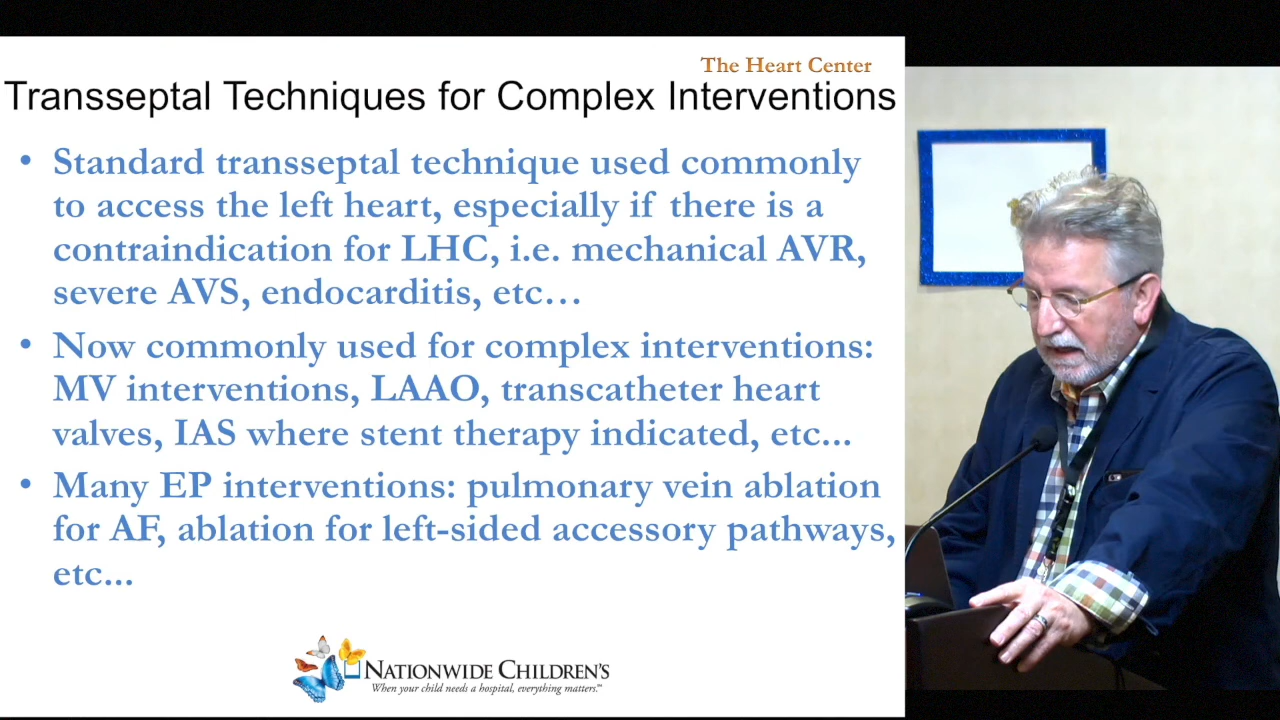 The Heart Center
Transseptal Techniques for Complex Interventions
• Standard transseptal technique used commonly
to access the left heart, especially if there is a
contraindication for LHC, i.e. mechanical AVR,
severe AVS, endocarditis, etc…
• Now commonly used for complex interventions:
MV interventions, LAAO, transcatheter heart
valves, IAS where stent therapy indicated, etc...
• Many EP interventions: pulmonary vein ablation
for AF, ablation for left-sided accessory pathways,
etc...
NATIONWIDE CHILDREN'S
When your child needs a hospital, everything matters.℠